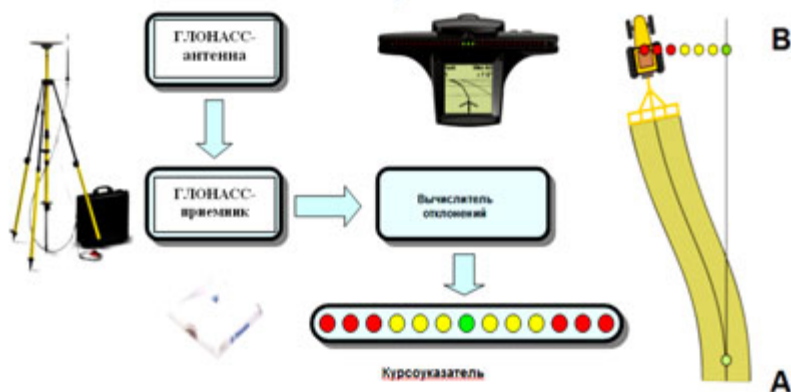 ГЛОНАСС-
антенна
B
ГЛОНАСС-
приемник
Вычислитель
отклонений
Курсоуказатель
A